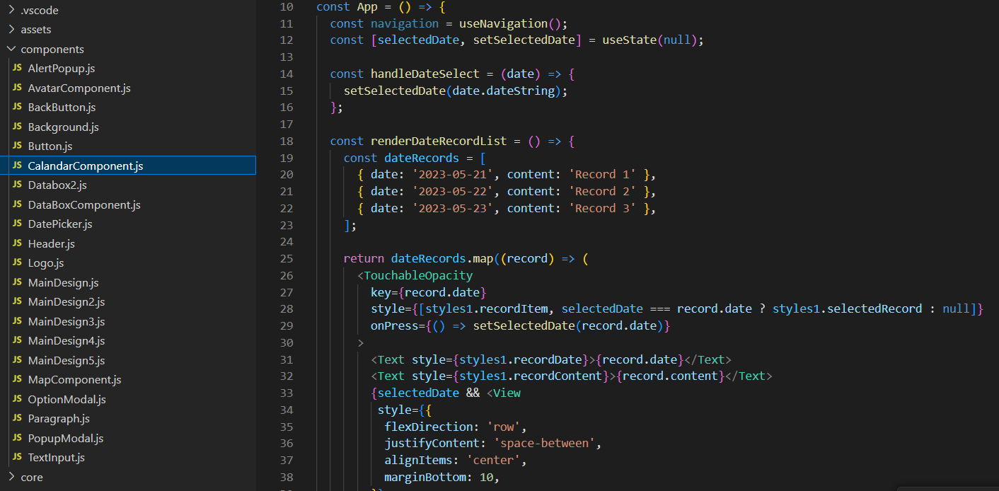 .vscode
assets
components
JS AlertPopup.js
JS AvatarComponent.js
JS BackButton.js
JS Background.js
JS Button.js
JS CalandarComponent.js
JS Databox2.js
JS DataBoxComponent.js
JS DatePicker.js
JS Header.js
JS Logo.js
JS MainDesign.js
JS MainDesign2.js
JS MainDesign3.js
JS MainDesign4.js
JS MainDesign5.js
JS MapComponent.js
JS OptionModal.js
JS Paragraph.js
JS PopupModal.js
JS TextInput.js
core
10 const App = () => {
11 const navigation = useNavigation();
12 const [selectedDate, setSelectedDate] = useState(null);
13
14 const handleDateSelect = (date) => {
15 setSelectedDate(date.dateString);
16 };
17
18 const renderDateRecordList = () => {
19 const dateRecords = [
20 { date: '2023-05-21', content: 'Record 1' },
21 { date: '2023-05-22', content: 'Record 2' },
22 { date: '2023-05-23', content: 'Record 3' },
23 ];
24
25 return dateRecords.map((record) => (
26 <TouchableOpacity
27 key={record.date}
28 style={[styles1.recordItem, selectedDate === record.date ? styles1.selectedRecord : null]}
29 onPress={() => setSelectedDate(record.date)}
30 >
31 <Text style={styles1.recordDate}>{record.date}</Text>
32 <Text style={styles1.recordContent}>{record.content}</Text>
33 {selectedDate && <View
34 style={{
35 flexDirection: 'row',
36 justifyContent: 'space-between',
37 alignItems: 'center',
38 marginBottom: 10,